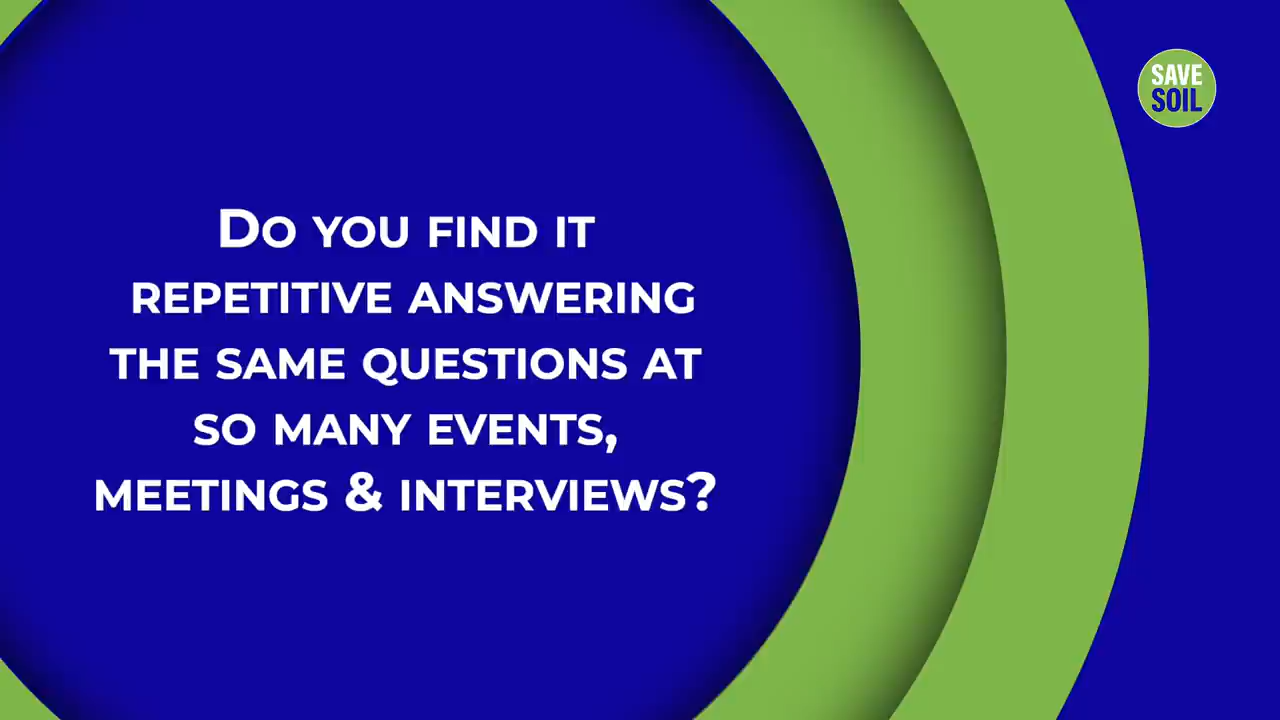 Do you find it
repetitive answering
the same questions at
so many events,
meetings & interviews?
SAVE
SOIL